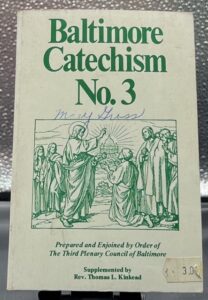 Baltimore
Catechism
No. 3
Prepared and Enjoined by Order of
The Third Plenary Council of Baltimore
Supplemented by
Rev. Thomas L. Kinkead